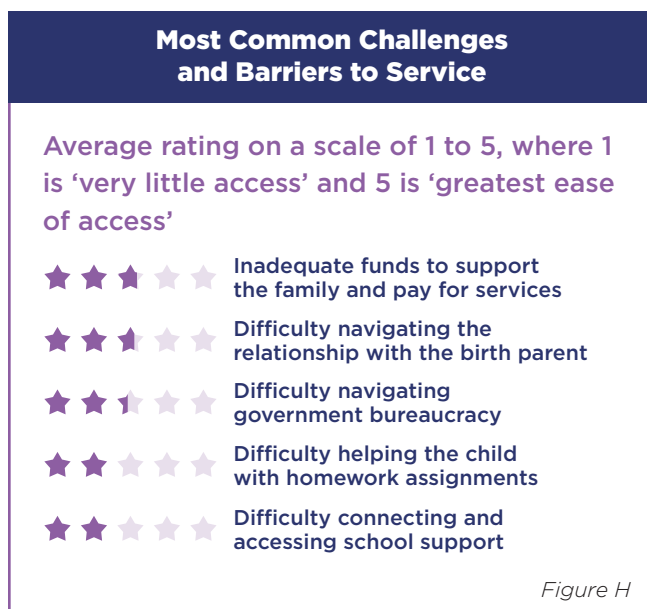 Most Common Challenges
and Barriers to Service
Average rating on a scale of 1 to 5, where 1
is ‘very little access’ and 5 is ‘greatest ease
of access’
Inadequate funds to support
the family and pay for services
Difficulty navigating the
relationship with the birth parent
Difficulty navigating
government bureaucracy
Difficulty helping the child
with homework assignments
Difficulty connecting and
accessing school support
Figure H